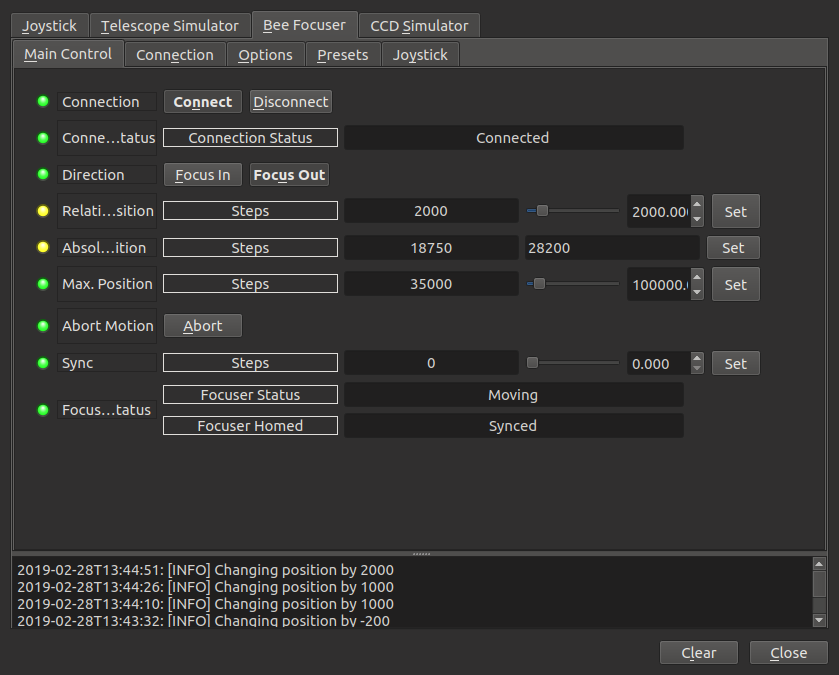 Joystick Telescope Simulator Bee Focuser CCD Simulator
Main Control Connection Options Presets Joystick
Connection Connect Disconnect
Conne...tatus Connection Status Connected
Direction Focus In Focus Out
Relati...sition Steps 2000 2000.00 Set
Absol...ition Steps 18750 28200 Set
Max. Position Steps 35000 100000. Set
Abort Motion Abort
Sync Steps 0 0.000 Set
Focus...tatus
Focuser Status Moving
Focuser Homed Synced
2019-02-28T13:44:51: [INFO] Changing position by 2000
2019-02-28T13:44:26: [INFO] Changing position by 1000
2019-02-28T13:44:10: [INFO] Changing position by 1000
2019-02-28T13:43:32: [INFO] Changing position by -200
Clear Close